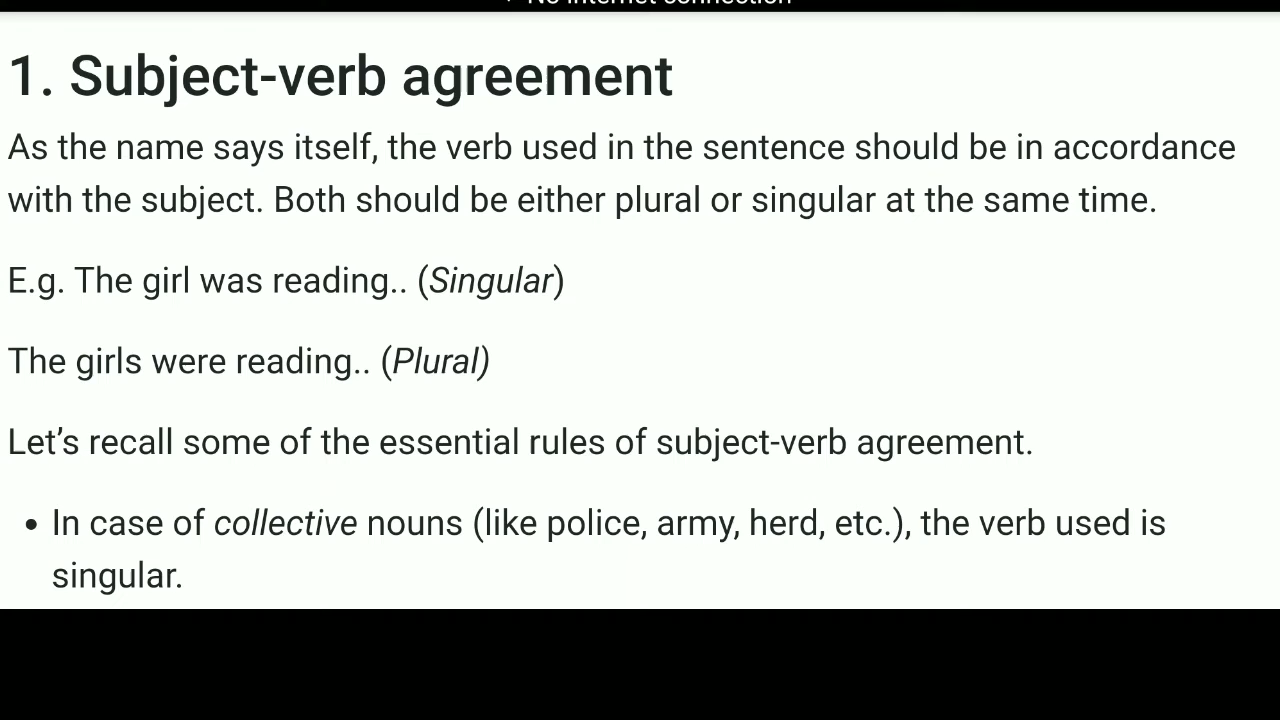 No internet connection
1. Subject-verb agreement
As the name says itself, the verb used in the sentence should be in accordance
with the subject. Both should be either plural or singular at the same time.
E.g. The girl was reading.. (Singular)
The girls were reading.. (Plural)
Let’s recall some of the essential rules of subject-verb agreement.
• In case of collective nouns (like police, army, herd, etc.), the verb used is
singular.